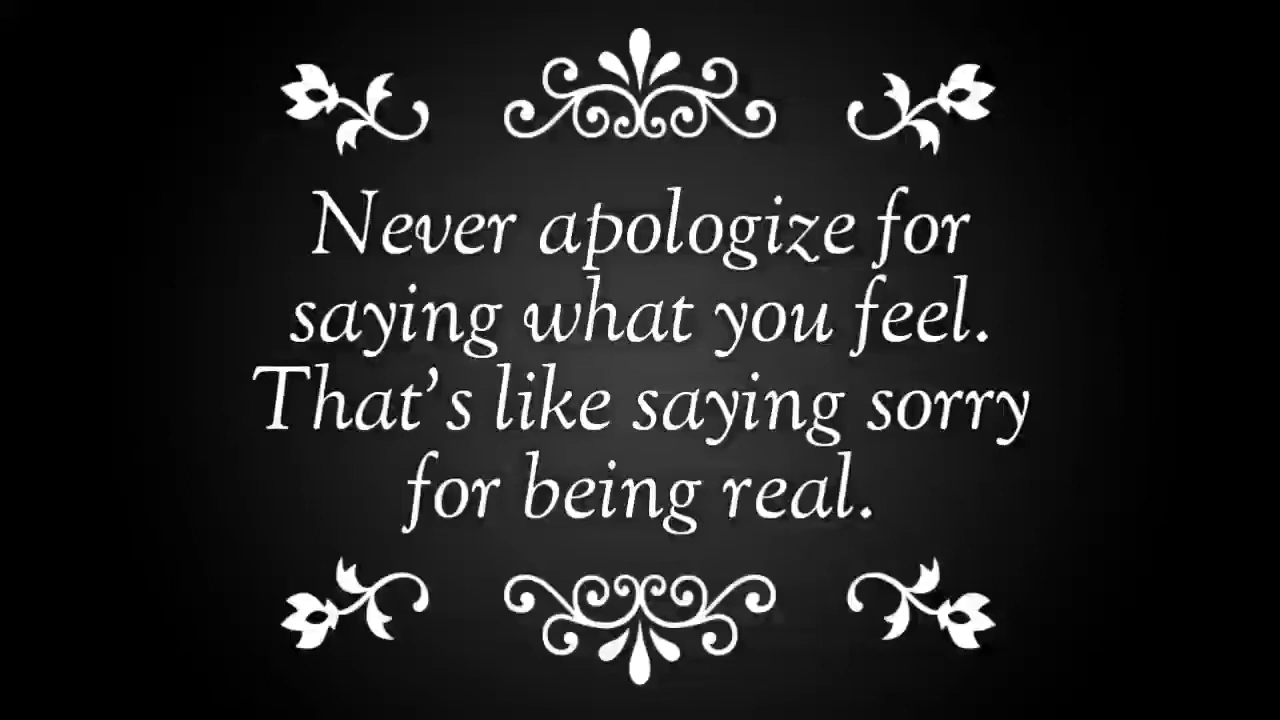 Never apologize for
saying what you feel.
That's like saying sorry
for being real.